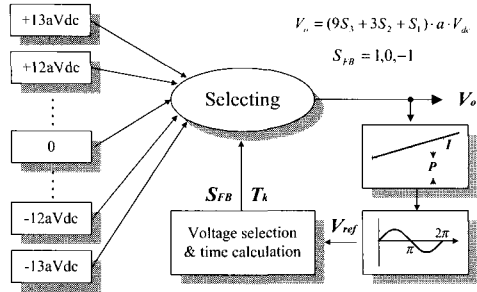 +13aVdc
+12aVdc
0
-12aVdc
-13aVdc
Selecting
V_o = (9S_3 + 3S_2 + S_1)·a·V_dc
S_FB = 1,0,-1
V_o
I
P
S_FB T_k
Voltage selection
& time calculation
V_ref
2π
π